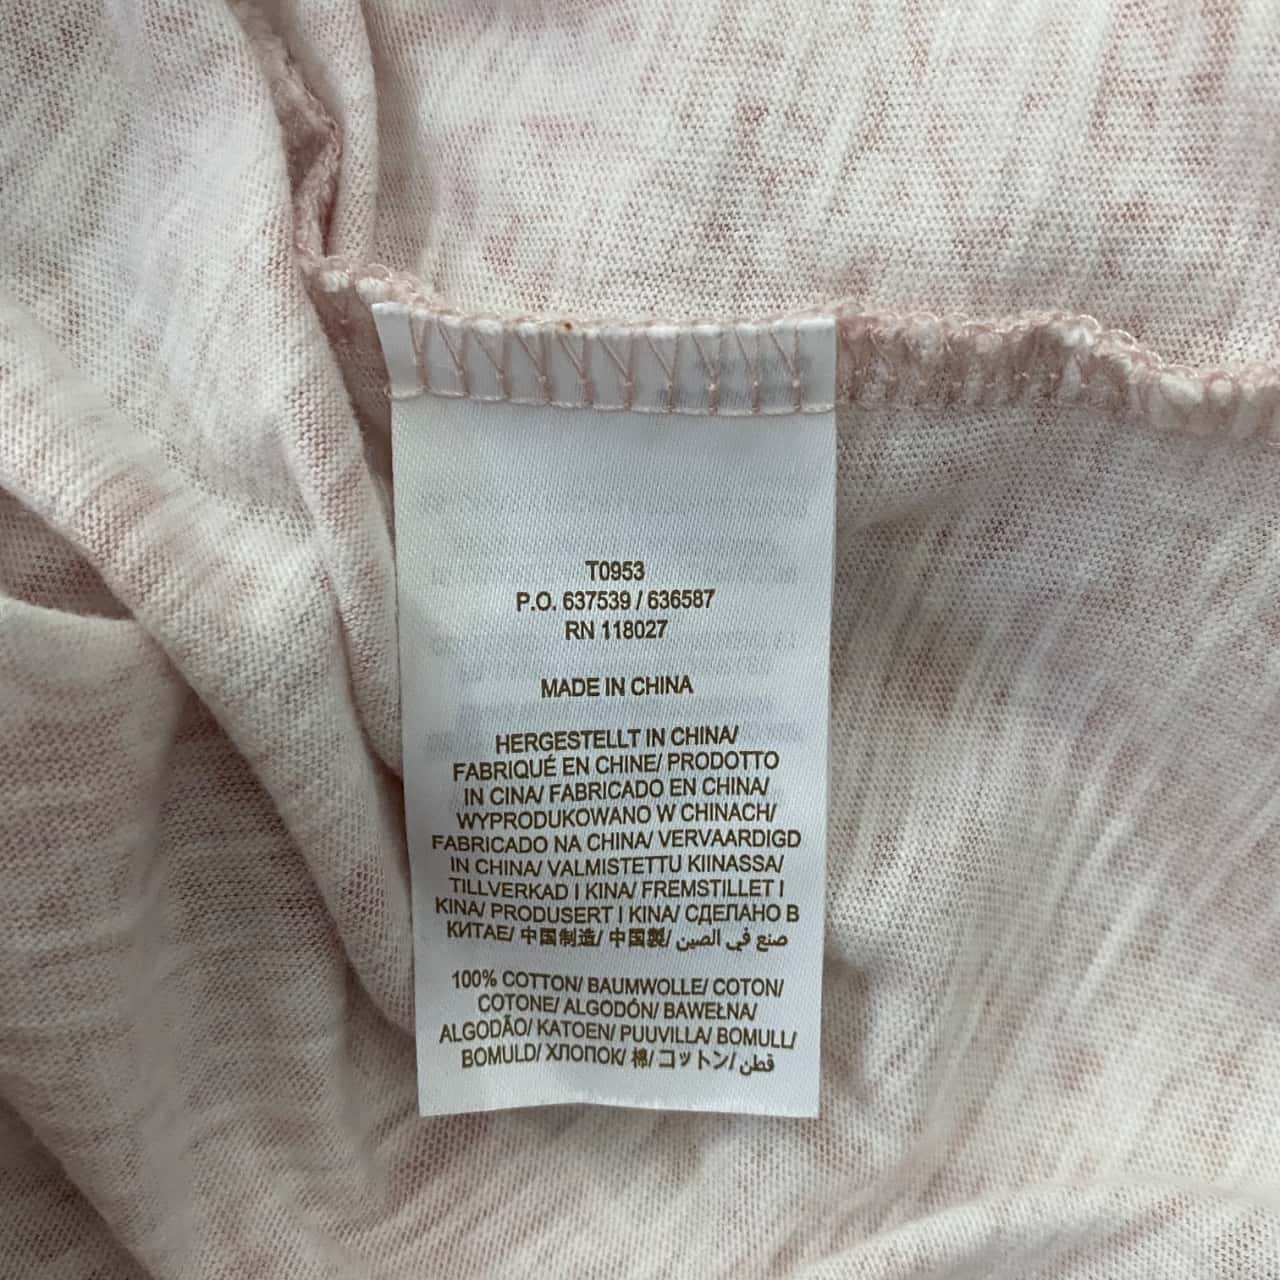 T0953
P.O. 637539 / 636587
RN 118027
MADE IN CHINA
HERGESTELLT IN CHINA/
FABRIQUÉ EN CHINE/ PRODOTTO
IN CINA/ FABRICADO EN CHINA/
WYPRODUKOWANO W CHINACH/
FABRICADO NA CHINA/ VERVAARDIGD
IN CHINA/ VALMISTETTU KIINASSA/
TILLVERKAD I KINA/ FREMSTILLET I
KINA/ PRODUSERT I KINA/ СДЕЛАНО В
КИТАЕ/ 中国制造/ 中国製/ صنع في الصين
100% COTTON/ BAUMWOLLE/ COTON/
COTONE/ ALGODÓN/ BAWEŁNA/
ALGODÃO/ KATOEN/ PUUVILLA/ BOMULL/
BOMULD/ ХЛОПОК/ 棉/ コットン/ قطن